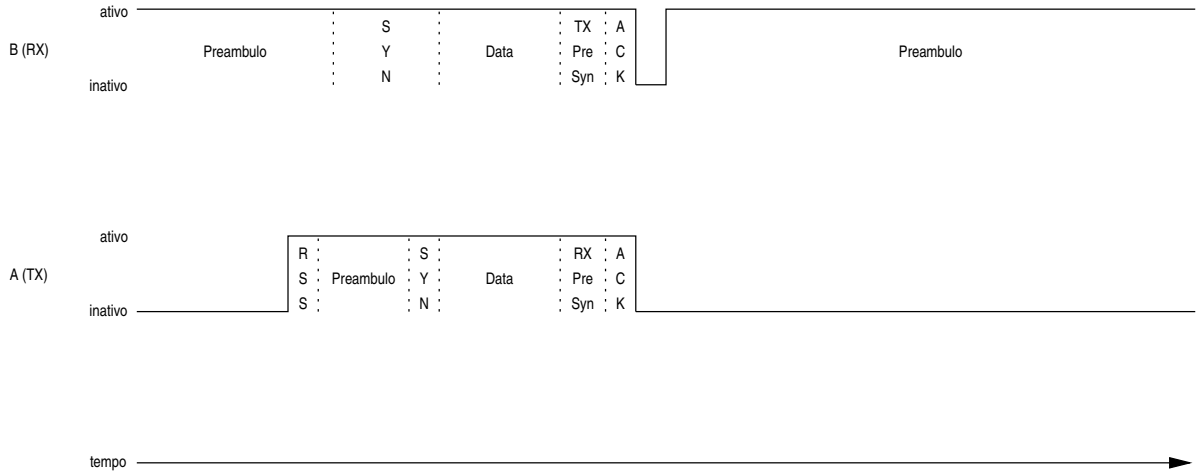 ativo
B (RX)
inativo
Preambulo
S
Y
N
Data
TX
Pre
Syn
A
C
K
Preambulo
ativo
A (TX)
inativo
R
S
S
Preambulo
S
Y
N
Data
RX
Pre
Syn
A
C
K
tempo